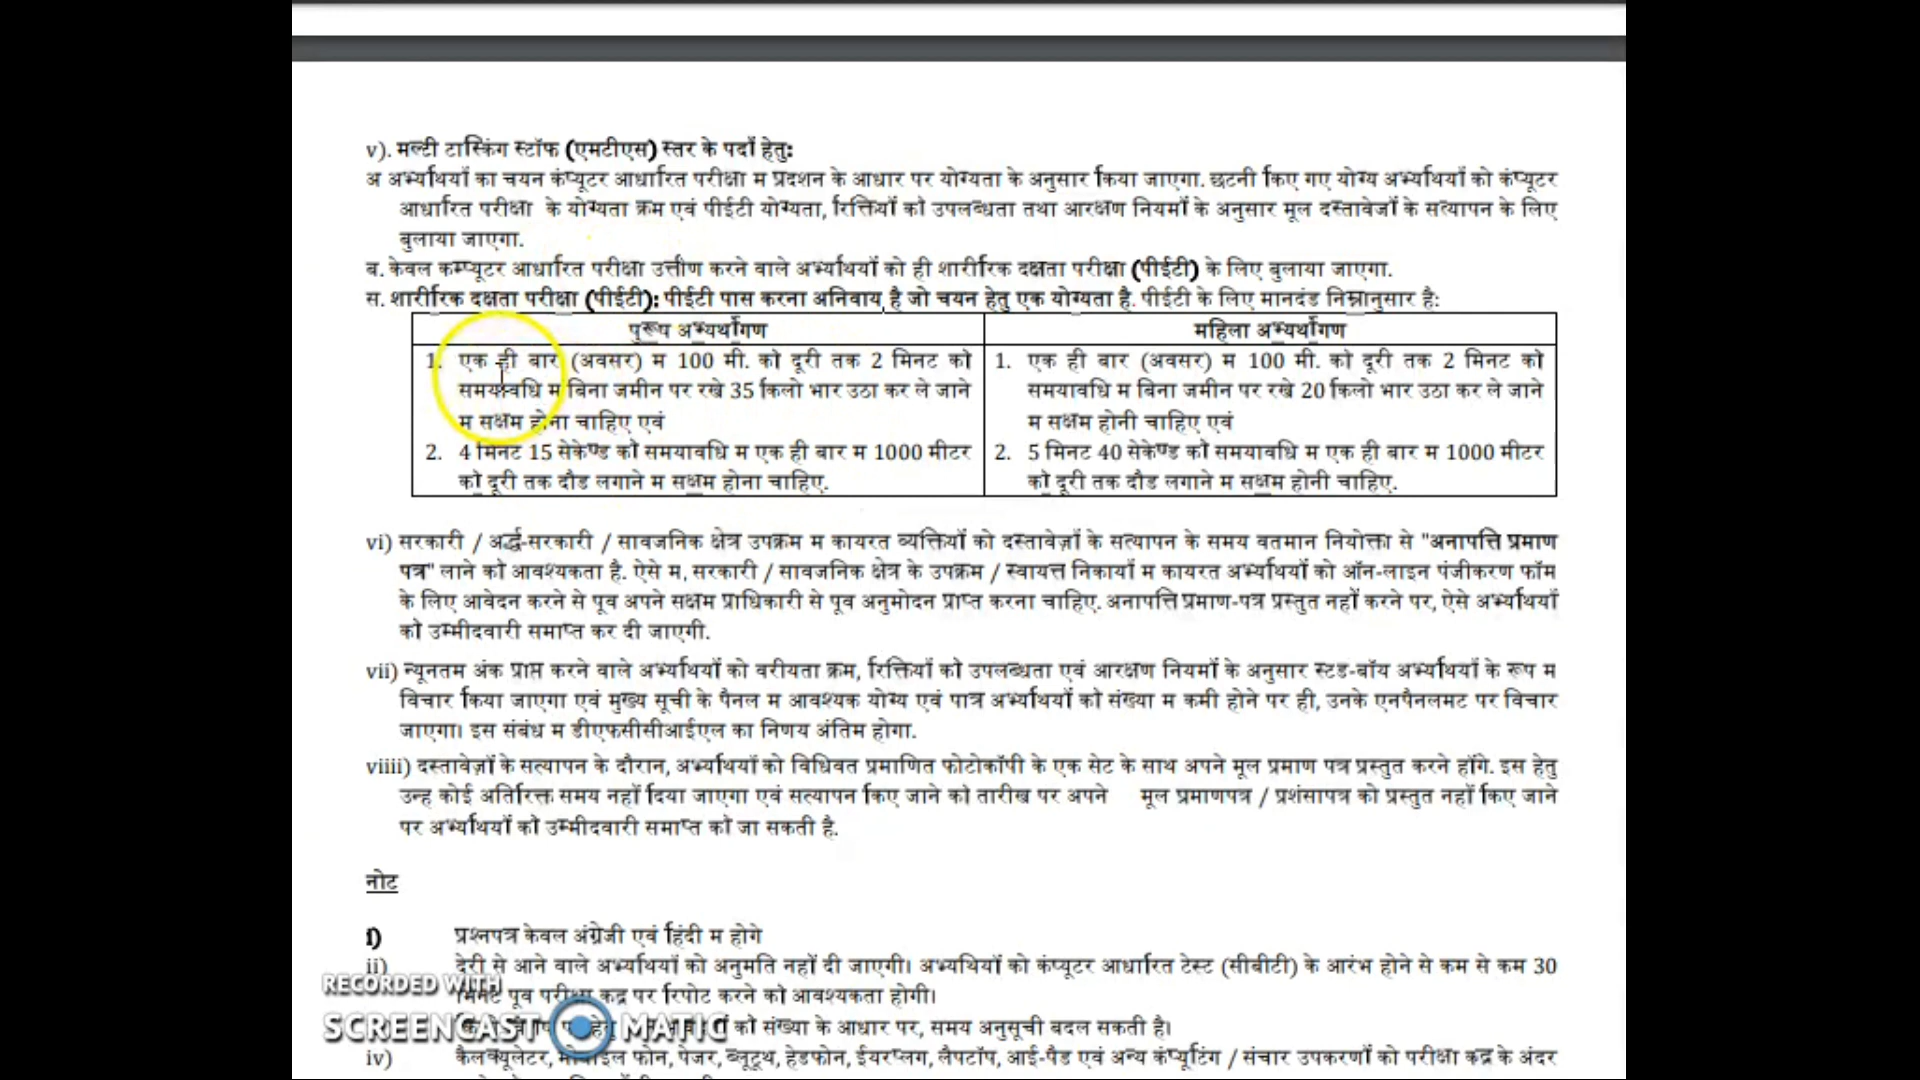 v). मल्टी टास्किंग स्टॉफ (एमटीएस) स्तर के पदों हेतु:
अ अभ्यथियों का चयन कंप्यूटर आधारित परीक्षा म प्रदशन के आधार पर योग्यता के अनुसार किया जाएगा. छटनी किए गए योग्य अभ्यथियों को कंप्यूटर
आधारित परीक्षा के योग्यता क्रम एवं पीईटी योग्यता, रिक्तियों को उपलब्धता तथा आरक्षण नियमों के अनुसार मूल दस्तावेजों के सत्यापन के लिए
बुलाया जाएगा.
ब. केवल कम्प्यूटर आधारित परीक्षा उत्तीण करने वाले अभ्यथियों को ही शारीरिक दक्षता परीक्षा (पीईटी) के लिए बुलाया जाएगा.
स. शारीरिक दक्षता परीक्षा (पीईटी): पीईटी पास करना अनिवाय है जो चयन हेतु एक योग्यता है. पीईटी के लिए मानदंड निम्नानुसार है:
पुरूष अभ्यर्थीगण महिला अभ्यर्थीगण
1. एक ही बार (अवसर) म 100 मी. को दूरी तक 2 मिनट को 1. एक ही बार (अवसर) म 100 मी. को दूरी तक 2 मिनट को
समयावधि म बिना जमीन पर रखे 35 किलो भार उठा कर ले जाने समयावधि म बिना जमीन पर रखे 20 किलो भार उठा कर ले जाने
म सक्षम होना चाहिए एवं म सक्षम होनी चाहिए एवं
2. 4 मिनट 15 सेकेण्ड को समयावधि म एक ही बार म 1000 मीटर 2. 5 मिनट 40 सेकेण्ड को समयावधि म एक ही बार म 1000 मीटर
को दूरी तक दौड लगाने म सक्षम होना चाहिए. को दूरी तक दौड लगाने म सक्षम होनी चाहिए.
vi) सरकारी / अर्द्ध-सरकारी / सावजनिक क्षेत्र उपक्रम म कायरत व्यक्तियों को दस्तावेज़ों के सत्यापन के समय वतमान नियोक्ता से "अनापत्ति प्रमाण
पत्र" लाने को आवश्यकता है. ऐसे म, सरकारी / सावजनिक क्षेत्र के उपक्रम / स्वायत्त निकायों म कायरत अभ्यथियों को ऑन-लाइन पंजीकरण फॉम
के लिए आवेदन करने से पूव अपने सक्षम प्राधिकारी से पूव अनुमोदन प्राप्त करना चाहिए. अनापत्ति प्रमाण-पत्र प्रस्तुत नहों करने पर, ऐसे अभ्यथियों
को उम्मीदवारी समाप्त कर दी जाएगी.
vii) न्यूनतम अंक प्राप्त करने वाले अभ्यथियों को वरीयता क्रम, रिक्तियों को उपलब्धता एवं आरक्षण नियमों के अनुसार स्टड-बॉय अभ्यथियों के रूप म
विचार किया जाएगा एवं मुख्य सूची के पैनल म आवश्यक योग्य एवं पात्र अभ्यथियों को संख्या म कमी होने पर ही, उनके एनपैनलमट पर विचार
जाएगा। इस संबंध म डीएफसीसीआईएल का निणय अंतिम होगा.
viiii) दस्तावेज़ों के सत्यापन के दौरान, अभ्यथियों को विधिवत प्रमाणित फोटोकॉपी के एक सेट के साथ अपने मूल प्रमाण पत्र प्रस्तुत करने होंगे. इस हेतु
उन्ह कोई अतिरिक्त समय नहों दिया जाएगा एवं सत्यापन किए जाने को तारीख पर अपने मूल प्रमाणपत्र / प्रशंसापत्र को प्रस्तुत नहों किए जाने
पर अभ्यथियों को उम्मीदवारी समाप्त को जा सकती है.
नोट
i) प्रश्नपत्र केवल अंग्रेजी एवं हिंदी म होगे
ii) देरी से आने वाले अभ्यथियों को अनुमति नहों दी जाएगी। अभ्यथियों को कंप्यूटर आधारित टेस्ट (सीबीटी) के आरंभ होने से कम से कम 30
मिनट पूव परीक्षा कद्र पर रिपोट करने को आवश्यकता होगी।
को संख्या के आधार पर, समय अनुसूची बदल सकती है।
iv) कैलक्यूलेटर, मोबाईल फोन, पेजर, ब्लूटूथ, हेडफोन, ईयरप्लग, लैपटॉप, आई-पैड एवं अन्य कंप्यूटिंग / संचार उपकरणों को परीक्षा कद्र के अंदर
RECORDED WITH
SCREENCAST MATIC